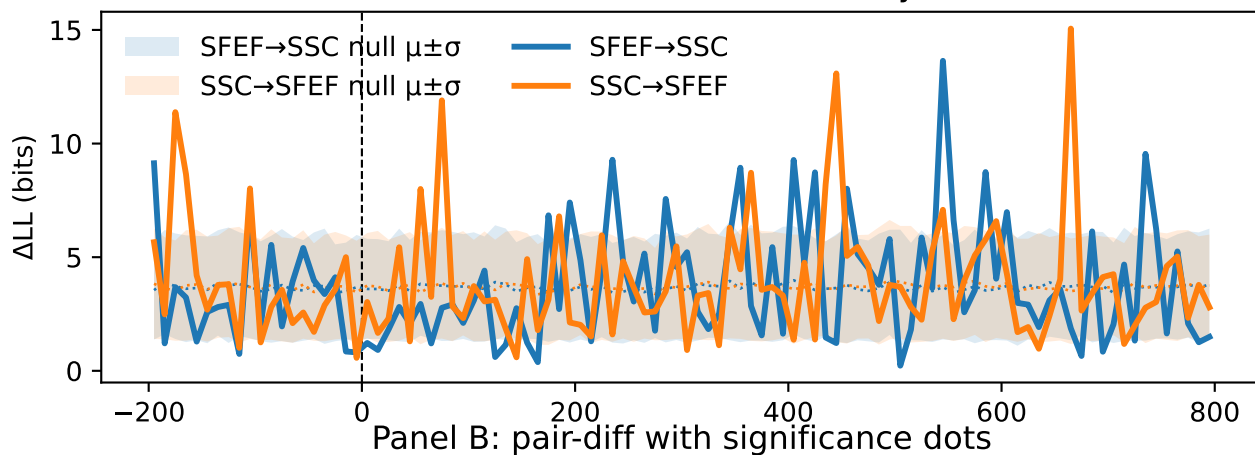 15
10
5
0
ΔLL (bits)
SFEF→SSC null μ±σ
SSC→SFEF null μ±σ
SFEF→SSC
SSC→SFEF
−200
0
200
400
600
800
Panel B: pair-diff with significance dots